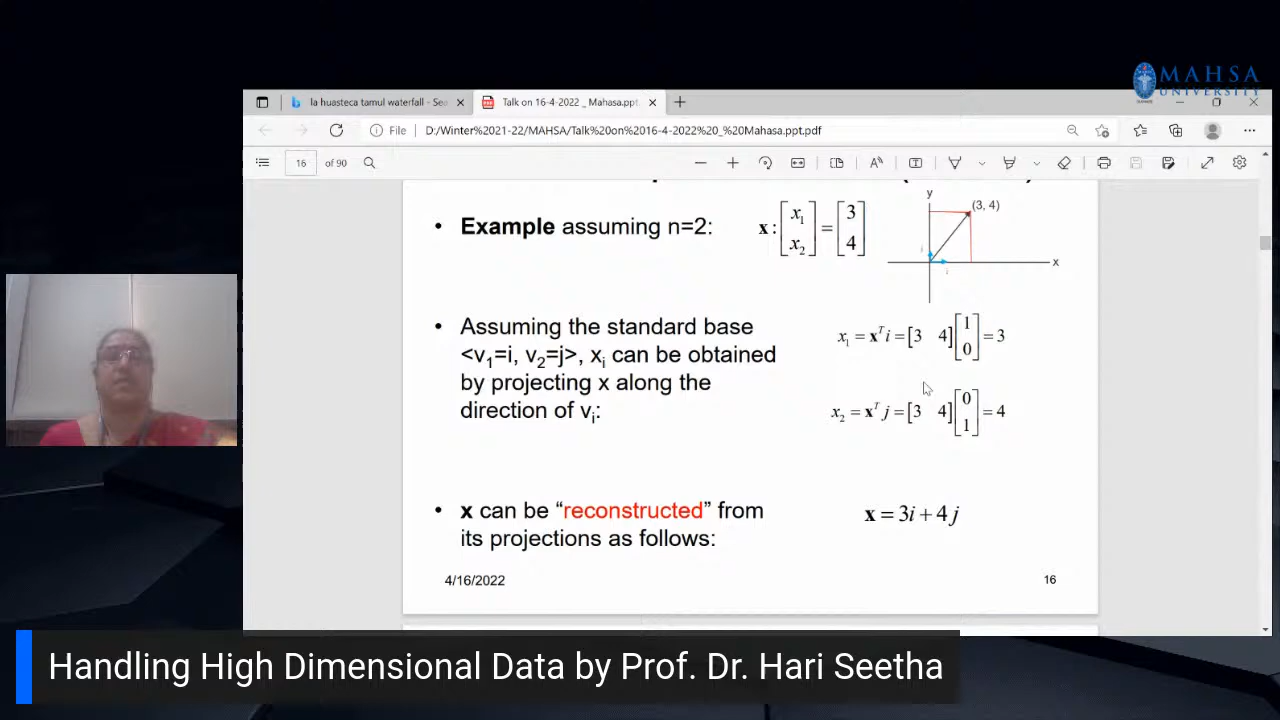 MAHSA
UNIVERSITY
la huasteca tamul waterfall - Sea
Talk on 16-4-2022 _ Mahasa.ppt.
File
D:/Winter%2021-22/MAHSA/Talk%20on%2016-4-2022%20_%20Mahasa.ppt.pdf
16 of 90
• Example assuming n=2:
x : [x1 x2] = [3 4]
y
(3, 4)
x
i
• Assuming the standard base
<v1=i, v2=j>, xi can be obtained
by projecting x along the
direction of vi:
x1 = x^T i = [3 4] [1 0] = 3
x2 = x^T j = [3 4] [0 1] = 4
• x can be “reconstructed” from
its projections as follows:
x = 3i + 4j
4/16/2022
16
Handling High Dimensional Data by Prof. Dr. Hari Seetha